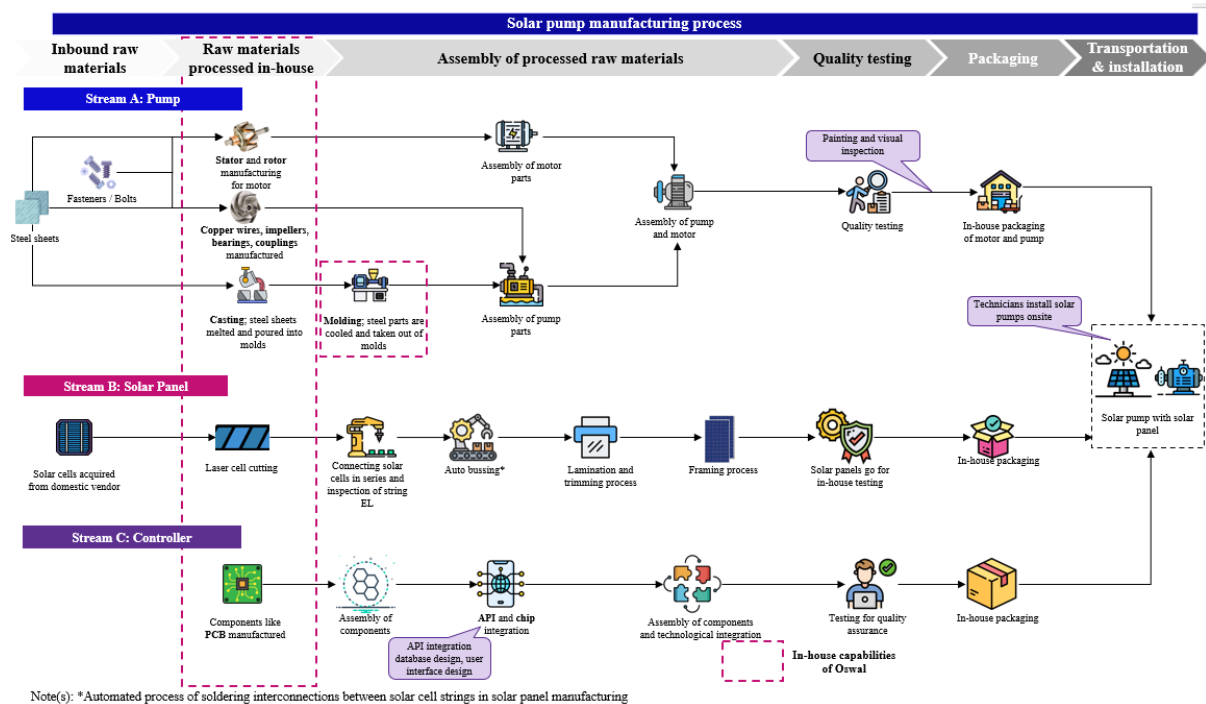 Solar pump manufacturing process
Inbound raw
materials
Raw materials
processed in-house
Assembly of processed raw materials
Quality testing
Packaging
Transportation
& installation
Stream A: Pump
Steel sheets
Fasteners / Bolts
Stator and rotor
manufacturing
for motor
Copper wires, impellers,
bearings, couplings
manufactured
Casting; steel sheets
melted and poured into
molds
Molding; steel parts are
cooled and taken out of
molds
Assembly of motor
parts
Assembly of pump
parts
Assembly of pump
and motor
Quality testing
Painting and visual
inspection
In-house packaging
of motor and pump
Technicians install solar
pumps onsite
Solar pump with solar
panel
Stream B: Solar Panel
Solar cells acquired
from domestic vendor
Laser cell cutting
Connecting solar
cells in series and
inspection of string
EL
Auto bussing*
Lamination and
trimming process
Framing process
Solar panels go for
in-house testing
In-house packaging
Stream C: Controller
Components like
PCB manufactured
Assembly of
components
API and chip
integration
API integration
database design, user
interface design
Assembly of components
and technological integration
Testing for quality
assurance
In-house packaging
In-house capabilities
of Oswal
Note(s): *Automated process of soldering interconnections between solar cell strings in solar panel manufacturing